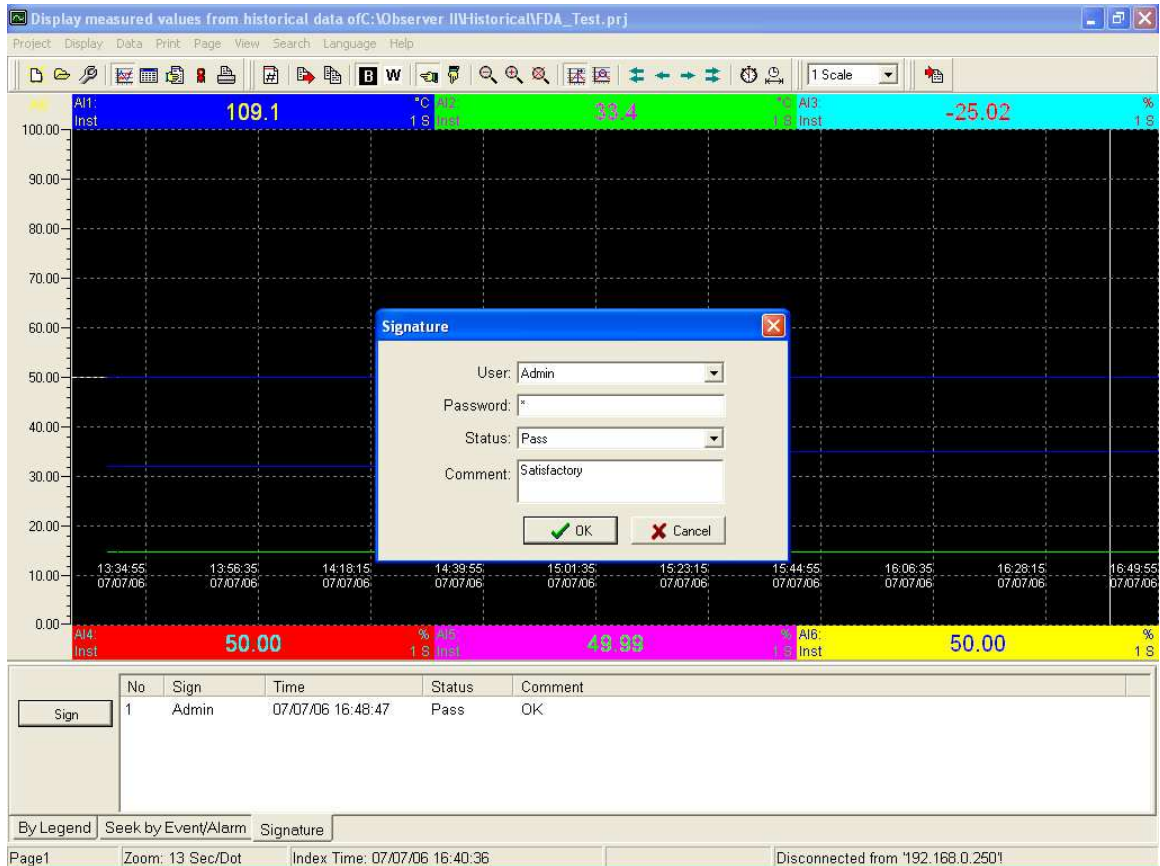 Display measured values from historical data ofC:\Observer II\Historical\FDA_Test.prj
Project Display Data Print Page View Search Language Help
B W 1 Scale
AI1: 109.1 °C AI2: 33.4 °C AI3: -25.02 %
Inst 1 S Inst 1 S Inst 1 S
100.00
90.00
80.00
70.00
60.00
50.00
40.00
30.00
20.00
10.00
0.00
Signature
User: Admin
Password: *
Status: Pass
Comment: Satisfactory
OK Cancel
13:34:55 13:56:35 14:18:15 14:39:55 15:01:35 15:23:15 15:44:55 16:06:35 16:28:15 16:49:55
07/07/06 07/07/06 07/07/06 07/07/06 07/07/06 07/07/06 07/07/06 07/07/06 07/07/06 07/07/06
AI4: 50.00 % AI5: 49.99 % AI6: 50.00 %
Inst 1 S Inst 1 S Inst 1 S
No Sign Time Status Comment
Sign
1 Admin 07/07/06 16:48:47 Pass OK
By Legend Seek by Event/Alarm Signature
Page1 Zoom: 13 Sec/Dot Index Time: 07/07/06 16:40:36 Disconnected from '192.168.0.250'!